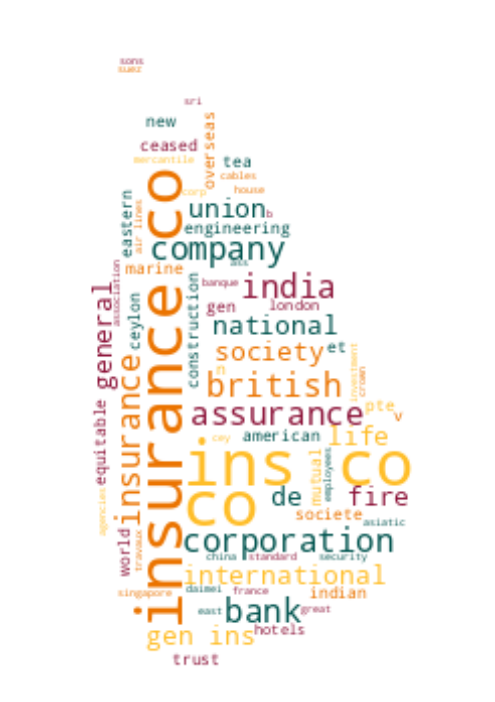 sons
suez
sri
new
overseas
ceased
mercantile
tea
cables
house
corp
insurance co
eastern
air lines
union
b
engineering
company
ass
marine
association
banque
india
general
ceylon
construction
gen
london
national
society
et
n
british
investment
crown
insurance
equitable
assurance
pte
v
cey
american
life
ins co
mutual
employees
co
de
fire
agencies
societe
asiatic
world
travaux
corporation
china
standard
security
international
singapore
daimei
france
indian
east
bank
great
gen ins
hotels
trust